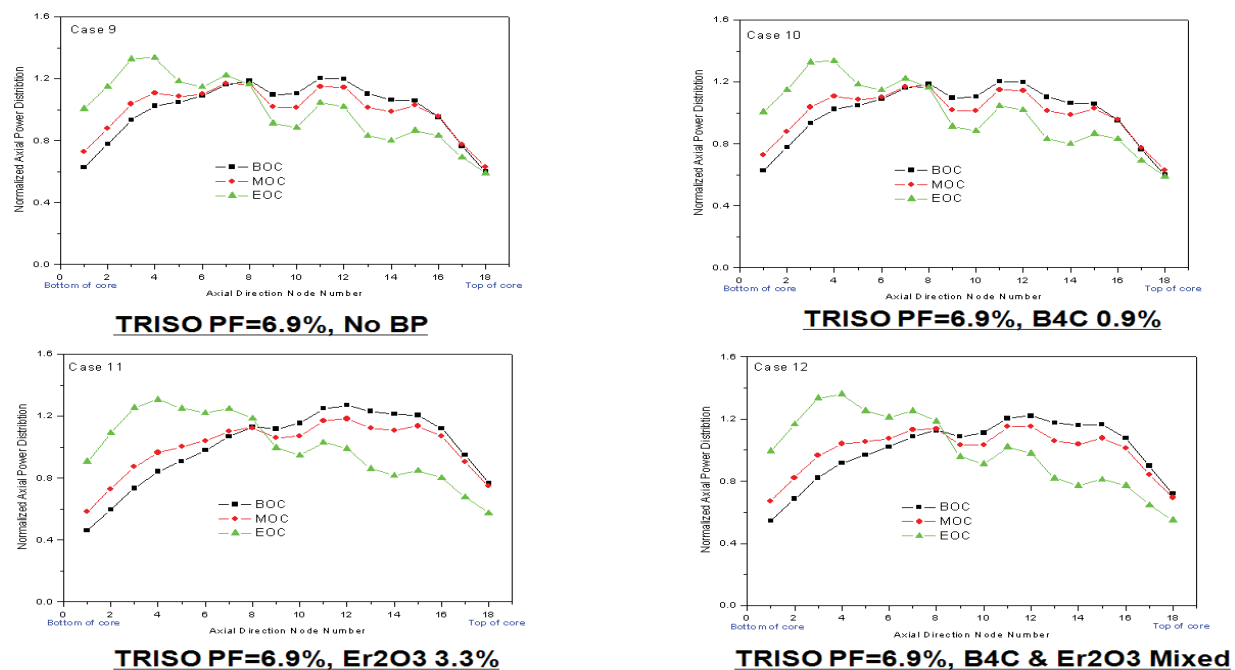 1.6
Case 9
1.2
0.8
0.4
0.0
Normalized Axial Power Distribtion
BOC
MOC
EOC
0 2 4 6 8 10 12 14 16 18
Bottom of core
Axial Direction Node Number
Top of core
TRISO PF=6.9%, No BP
1.6
Case 10
1.2
0.8
0.4
0.0
Normalized Axial Power Distribtion
BOC
MOC
EOC
0 2 4 6 8 10 12 14 16 18
Bottom of core
Axial Direction Node Number
Top of core
TRISO PF=6.9%, B4C 0.9%
1.6
Case 11
1.2
0.8
0.4
0.0
Normalized Axial Power Distribtion
BOC
MOC
EOC
0 2 4 6 8 10 12 14 16 18
Bottom of core
Axial Direction Node Number
Top of core
TRISO PF=6.9%, Er2O3 3.3%
1.6
Case 12
1.2
0.8
0.4
0.0
Normalized Axial Power Distribtion
BOC
MOC
EOC
0 2 4 6 8 10 12 14 16 18
Bottom of core
Axial Direction Node Number
Top of core
TRISO PF=6.9%, B4C & Er2O3 Mixed